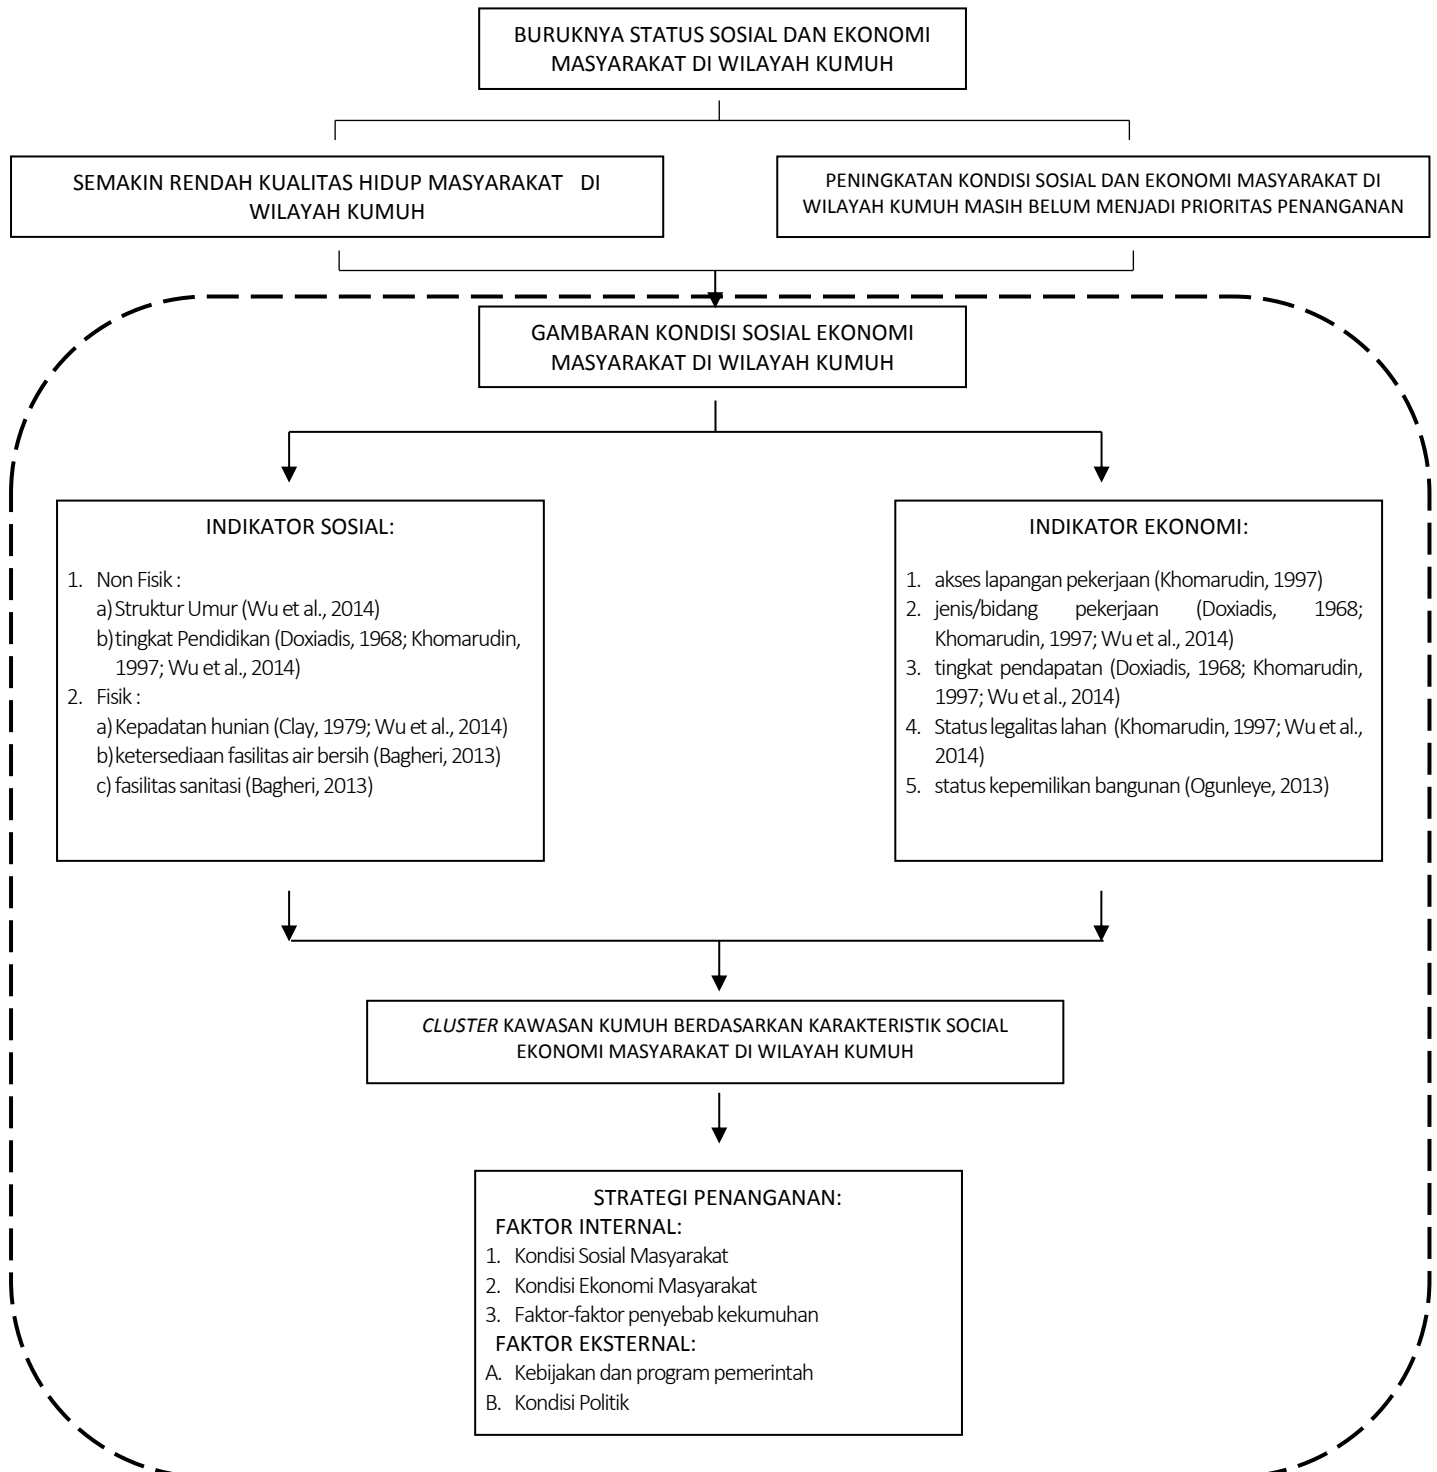 BURUKNYA STATUS SOSIAL DAN EKONOMI
MASYARAKAT DI WILAYAH KUMUH
SEMAKIN RENDAH KUALITAS HIDUP MASYARAKAT DI
WILAYAH KUMUH
PENINGKATAN KONDISI SOSIAL DAN EKONOMI MASYARAKAT DI
WILAYAH KUMUH MASIH BELUM MENJADI PRIORITAS PENANGANAN
GAMBARAN KONDISI SOSIAL EKONOMI
MASYARAKAT DI WILAYAH KUMUH
INDIKATOR SOSIAL:
1. Non Fisik :
a) Struktur Umur (Wu et al., 2014)
b) tingkat Pendidikan (Doxiadis, 1968; Khomarudin,
1997; Wu et al., 2014)
2. Fisik :
a) Kepadatan hunian (Clay, 1979; Wu et al., 2014)
b) ketersediaan fasilitas air bersih (Bagheri, 2013)
c) fasilitas sanitasi (Bagheri, 2013)
INDIKATOR EKONOMI:
1. akses lapangan pekerjaan (Khomarudin, 1997)
2. jenis/bidang pekerjaan (Doxiadis, 1968;
Khomarudin, 1997; Wu et al., 2014)
3. tingkat pendapatan (Doxiadis, 1968; Khomarudin,
1997; Wu et al., 2014)
4. Status legalitas lahan (Khomarudin, 1997; Wu et al.,
2014)
5. status kepemilikan bangunan (Ogunleye, 2013)
CLUSTER KAWASAN KUMUH BERDASARKAN KARAKTERISTIK SOCIAL
EKONOMI MASYARAKAT DI WILAYAH KUMUH
STRATEGI PENANGANAN:
FAKTOR INTERNAL:
1. Kondisi Sosial Masyarakat
2. Kondisi Ekonomi Masyarakat
3. Faktor-faktor penyebab kekumuhan
FAKTOR EKSTERNAL:
A. Kebijakan dan program pemerintah
B. Kondisi Politik